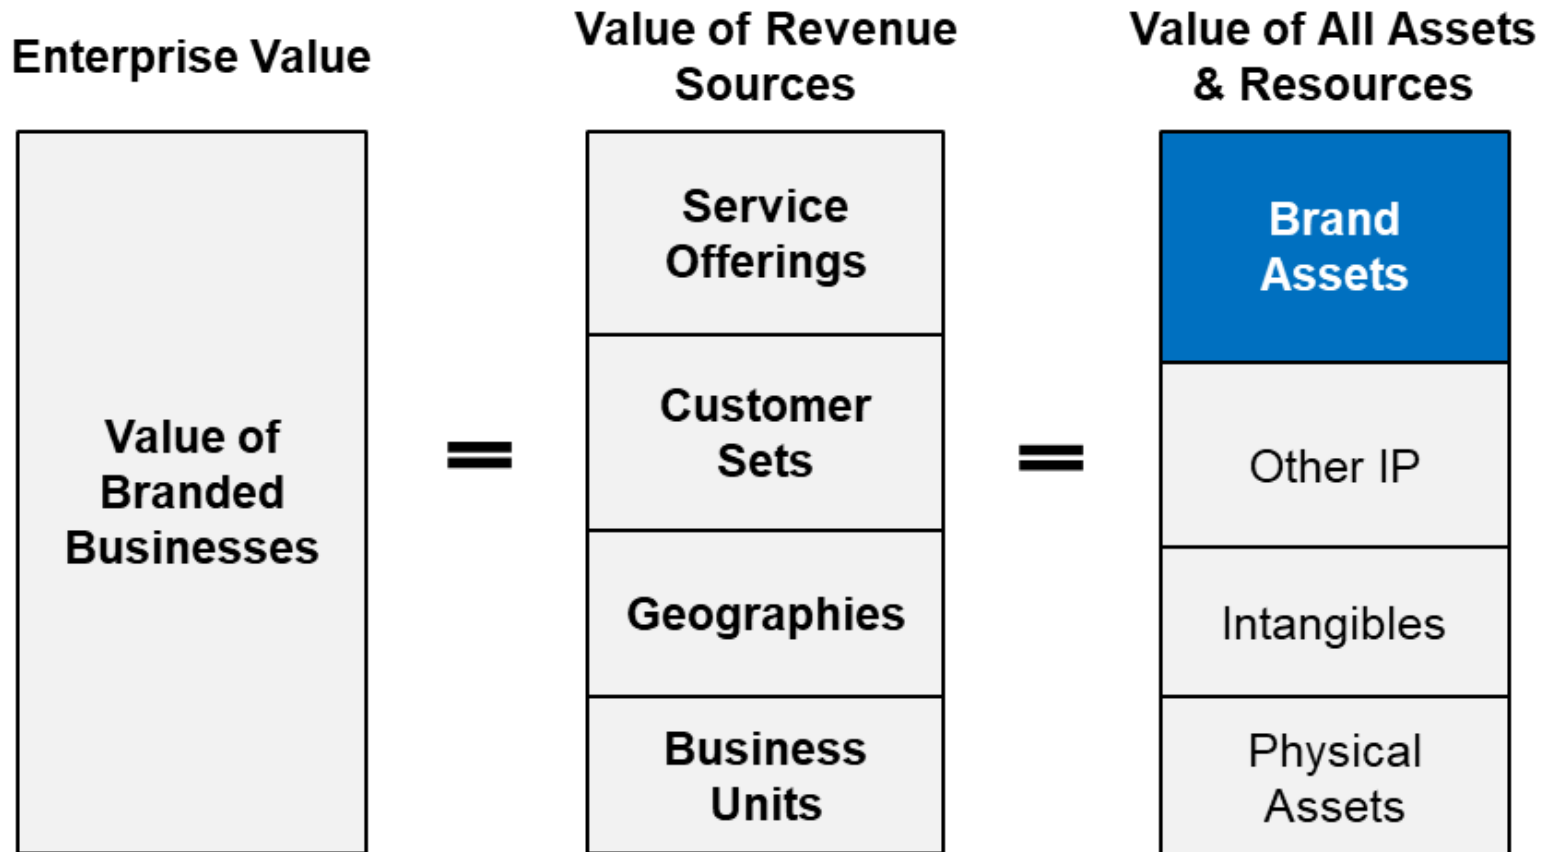 Enterprise Value
Value of Branded Businesses
=
Value of Revenue
Sources
Service
Offerings
Customer
Sets
Geographies
Business
Units
=
Value of All Assets
& Resources
Brand
Assets
Other IP
Intangibles
Physical
Assets